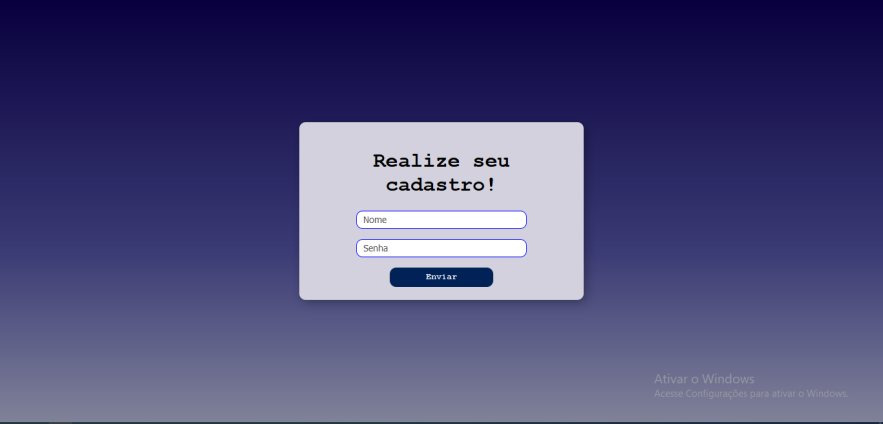 Realize seu
cadastro!
Nome
Senha
Enviar
Ativar o Windows
Acesse Configurações para ativar o Windows.